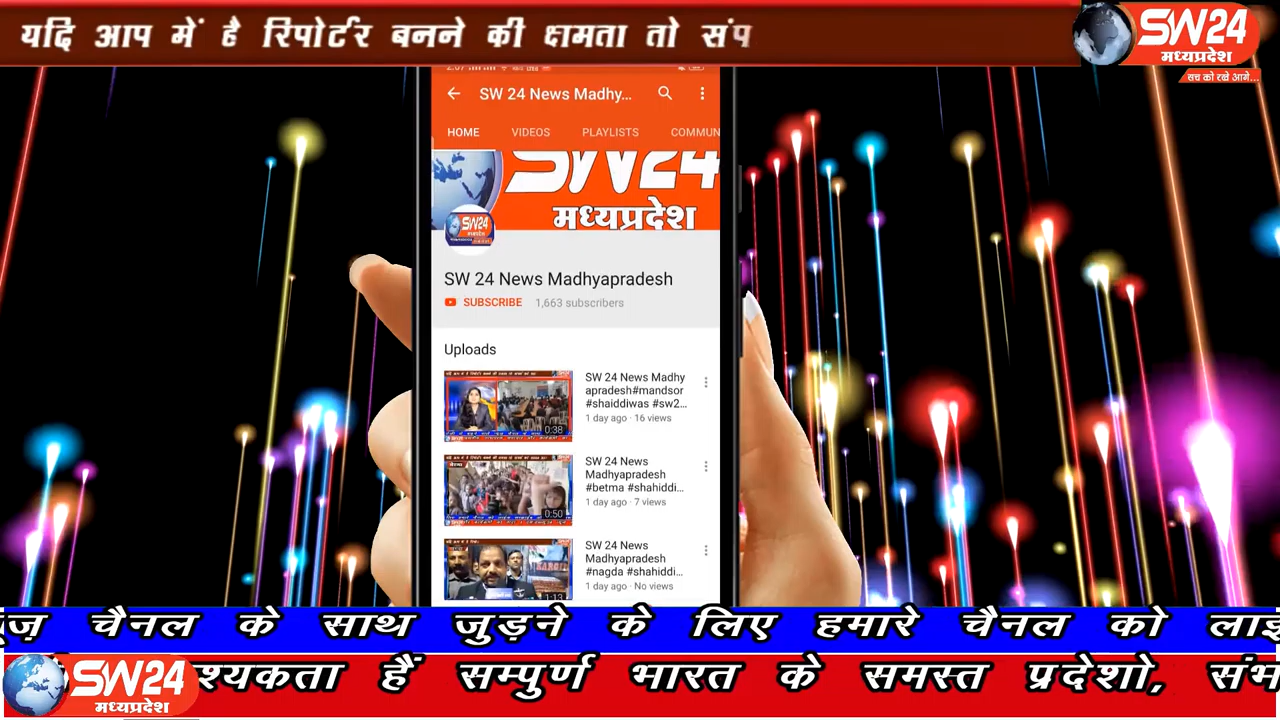 यदि आप में है रिपोर्टर बनने की क्षमता तो संप
SW24
मध्यप्रदेश
सच को रखे आगे...
SW 24 News Madhy...
HOME VIDEOS PLAYLISTS COMMUN
SW24
मध्यप्रदेश
SW24
SW 24 News Madhyapradesh
SUBSCRIBE 1,663 subscribers
Uploads
SW 24 News Madhy
apradesh#mandsor
#shaiddiwas #sw2...
1 day ago · 16 views
0:38
SW 24 News
Madhyapradesh
#betma #shahiddi...
1 day ago · 7 views
0:50
SW 24 News
Madhyapradesh
#nagda #shahiddi...
1 day ago · No views
1:13
चैनल के साथ जुड़ने के लिए हमारे चैनल को लाइ
श्यकता हैं सम्पुर्ण भारत के समस्त प्रदेशो, संभ
SW24
मध्यप्रदेश